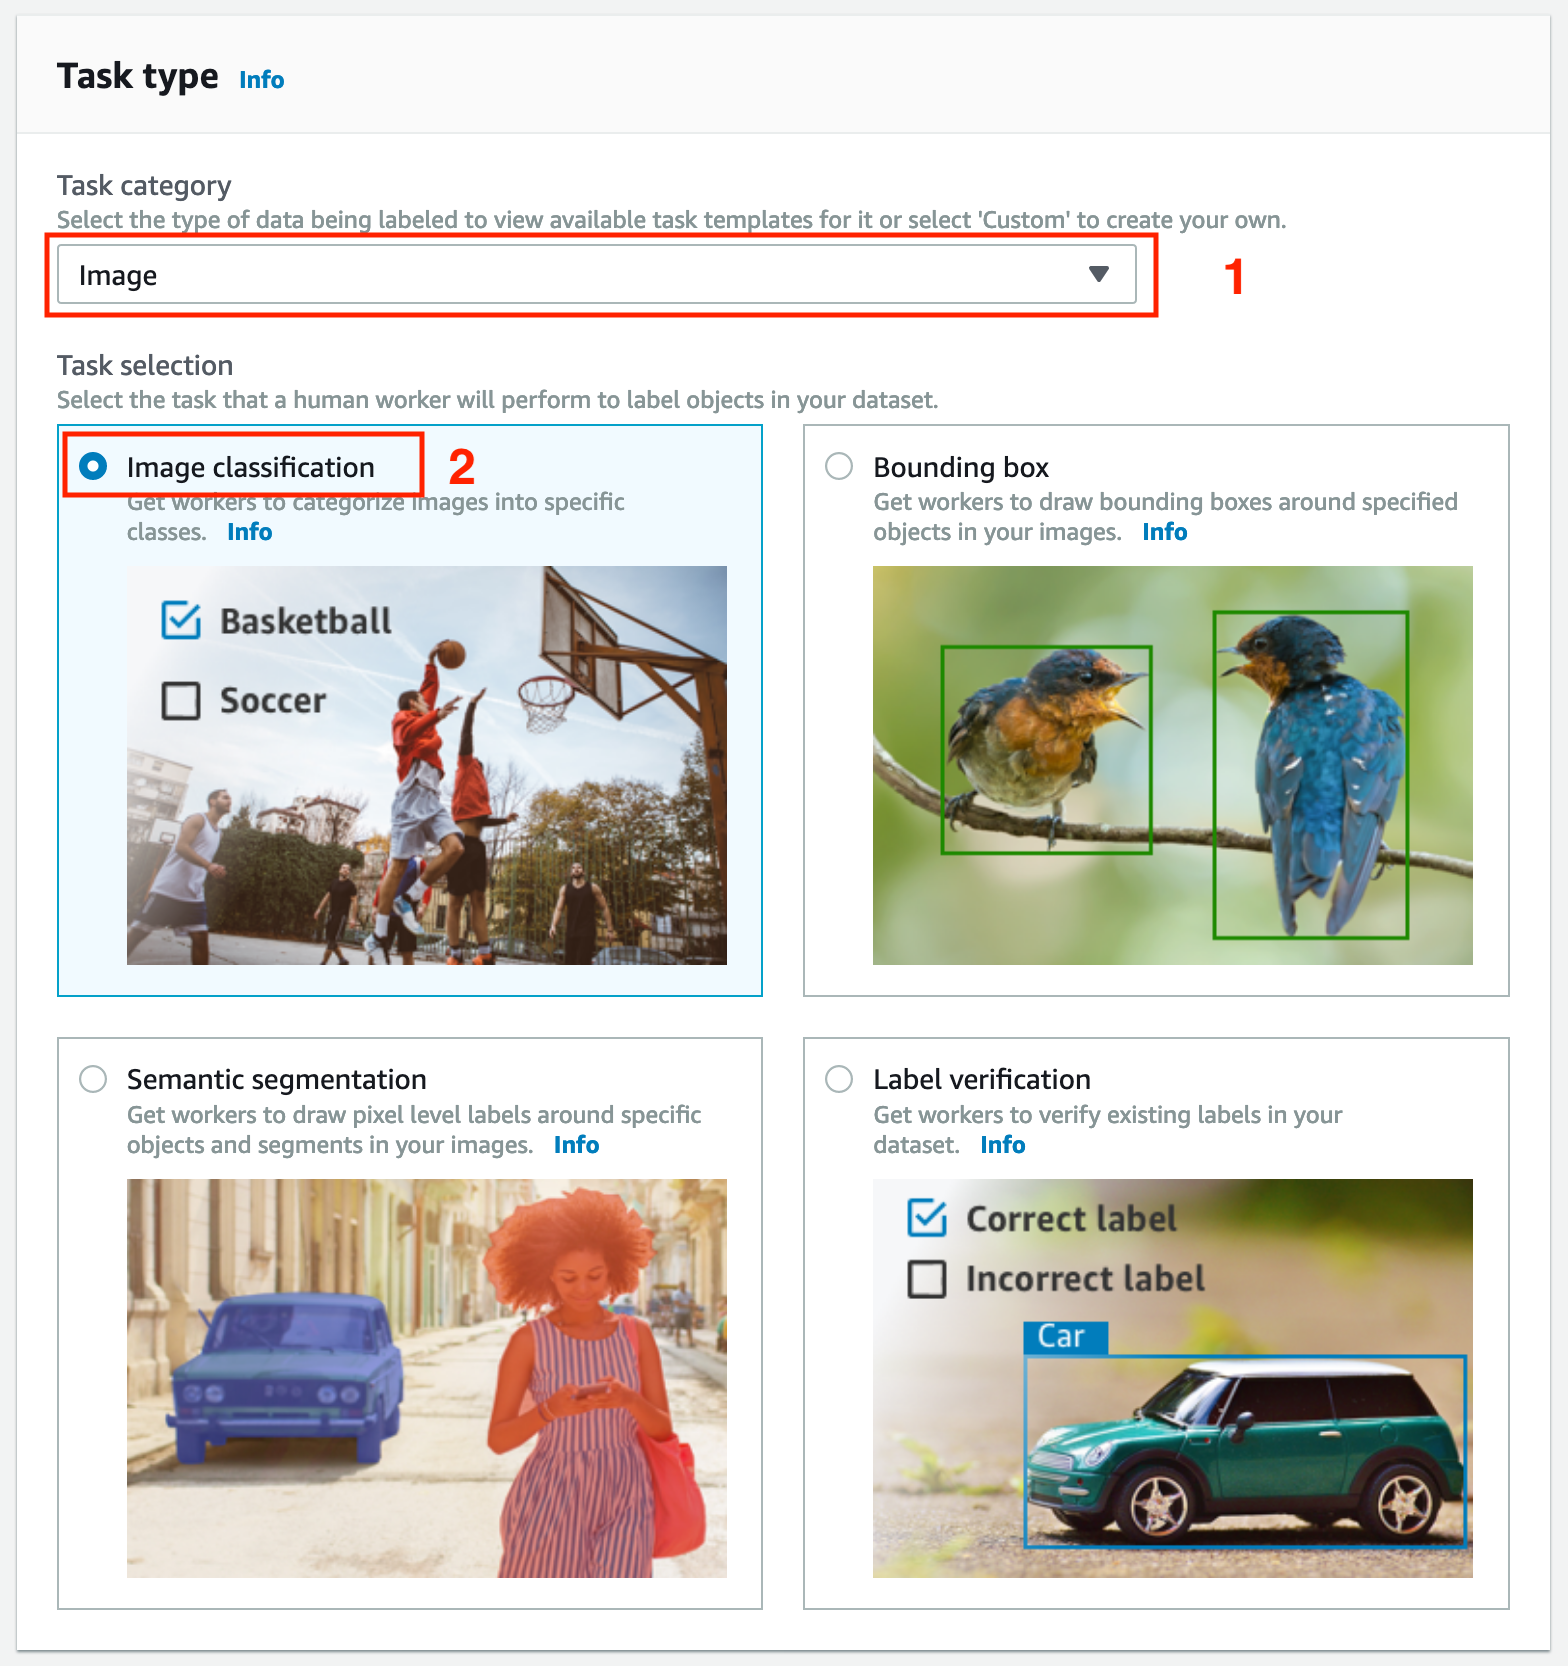 Task type Info
Task category
Select the type of data being labeled to view available task templates for it or select 'Custom' to create your own.
Image
1
Task selection
Select the task that a human worker will perform to label objects in your dataset.
Image classification
2
Get workers to categorize images into specific
classes. Info
Basketball
Soccer
Bounding box
Get workers to draw bounding boxes around specified
objects in your images. Info
Semantic segmentation
Get workers to draw pixel level labels around specific
objects and segments in your images. Info
Label verification
Get workers to verify existing labels in your
dataset. Info
Correct label
Incorrect label
Car